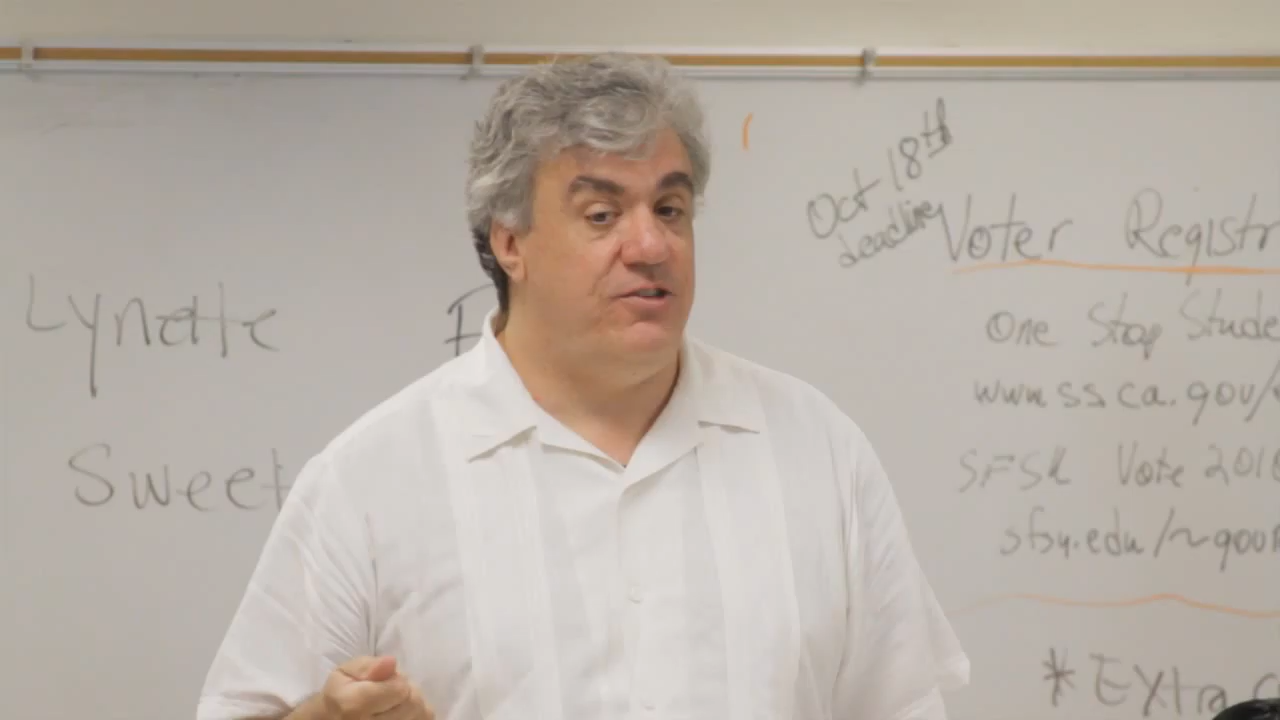 Lynette
Sweet
Oct 18th
deadline
Voter Registr
One Stop Stude
www.ss.ca.gov/
SFSU Vote 2010
sfsu.edu/~gov
*Extra c